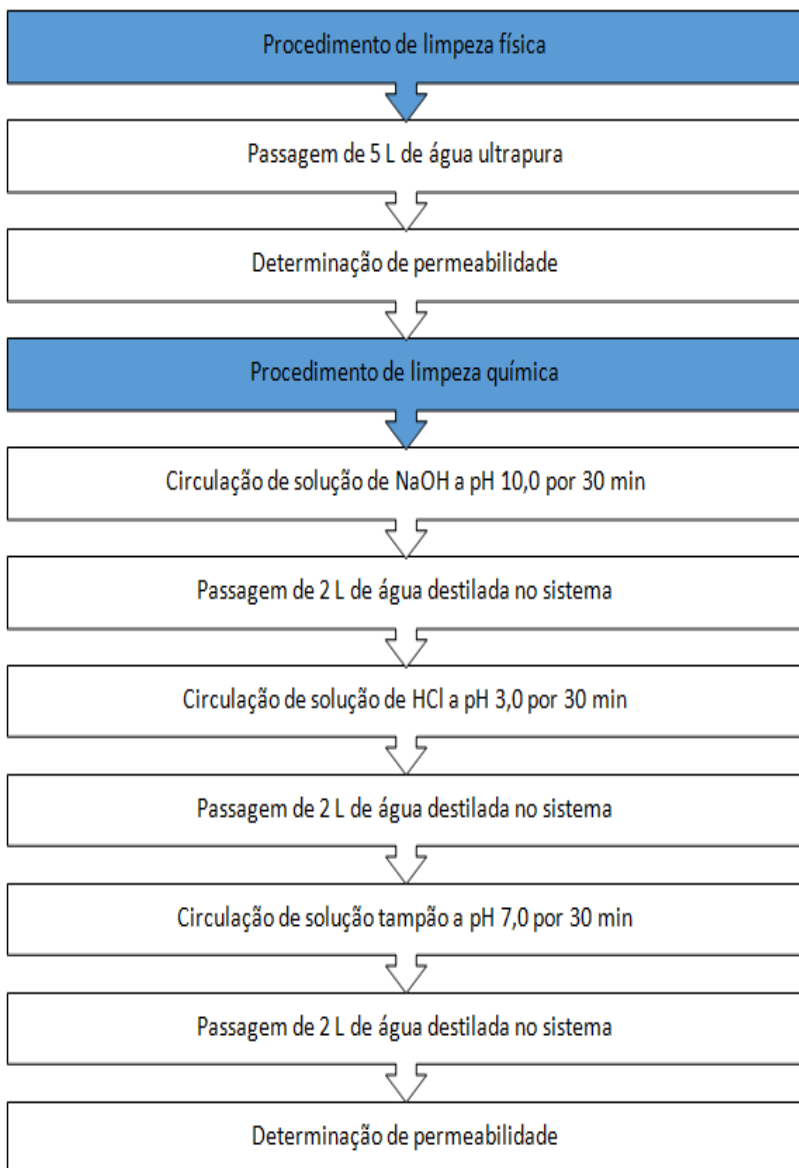 Procedimento de limpeza física
Passagem de 5 L de água ultrapura
Determinação de permeabilidade
Procedimento de limpeza química
Circulação de solução de NaOH a pH 10,0 por 30 min
Passagem de 2 L de água destilada no sistema
Circulação de solução de HCl a pH 3,0 por 30 min
Passagem de 2 L de água destilada no sistema
Circulação de solução tampão a pH 7,0 por 30 min
Passagem de 2 L de água destilada no sistema
Determinação de permeabilidade